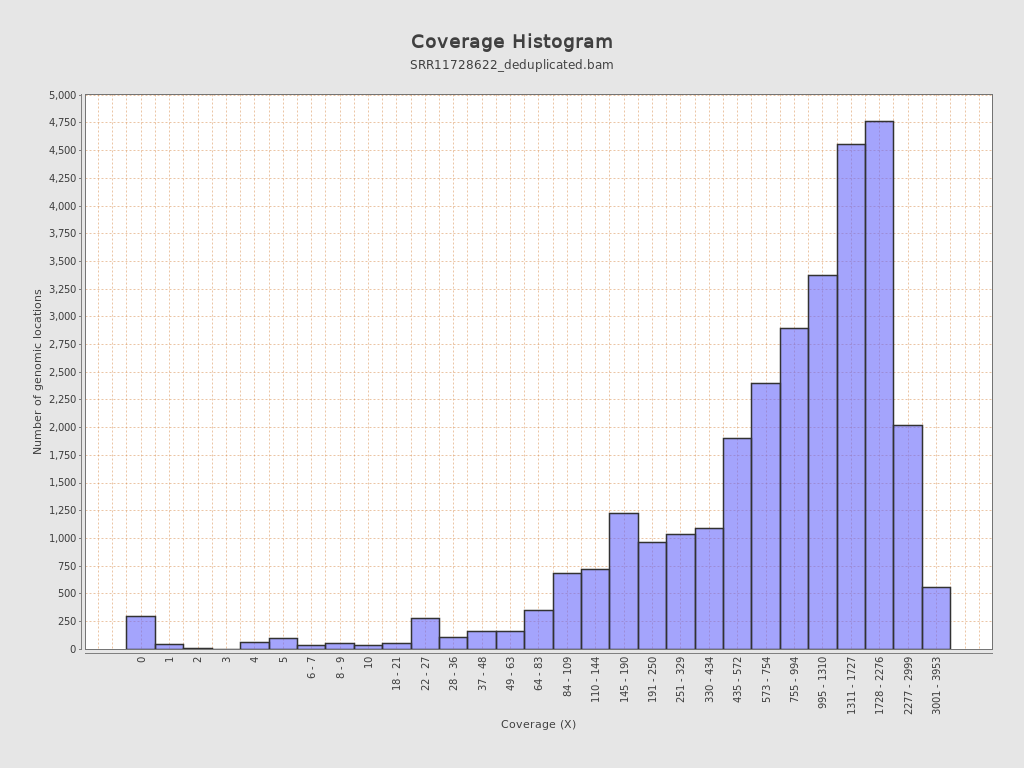 Coverage Histogram
SRR11728622_deduplicated.bam
5,000
4,750
4,500
4,250
4,000
3,750
3,500
3,250
3,000
2,750
2,500
2,250
2,000
1,750
1,500
1,250
1,000
750
500
250
0
Number of genomic locations
0
1
2
3
4
5
6 - 7
8 - 9
10
18 - 21
22 - 27
28 - 36
37 - 48
49 - 63
64 - 83
84 - 109
110 - 144
145 - 190
191 - 250
251 - 329
330 - 434
435 - 572
573 - 754
755 - 994
995 - 1310
1311 - 1727
1728 - 2276
2277 - 2999
3001 - 3953
Coverage (X)